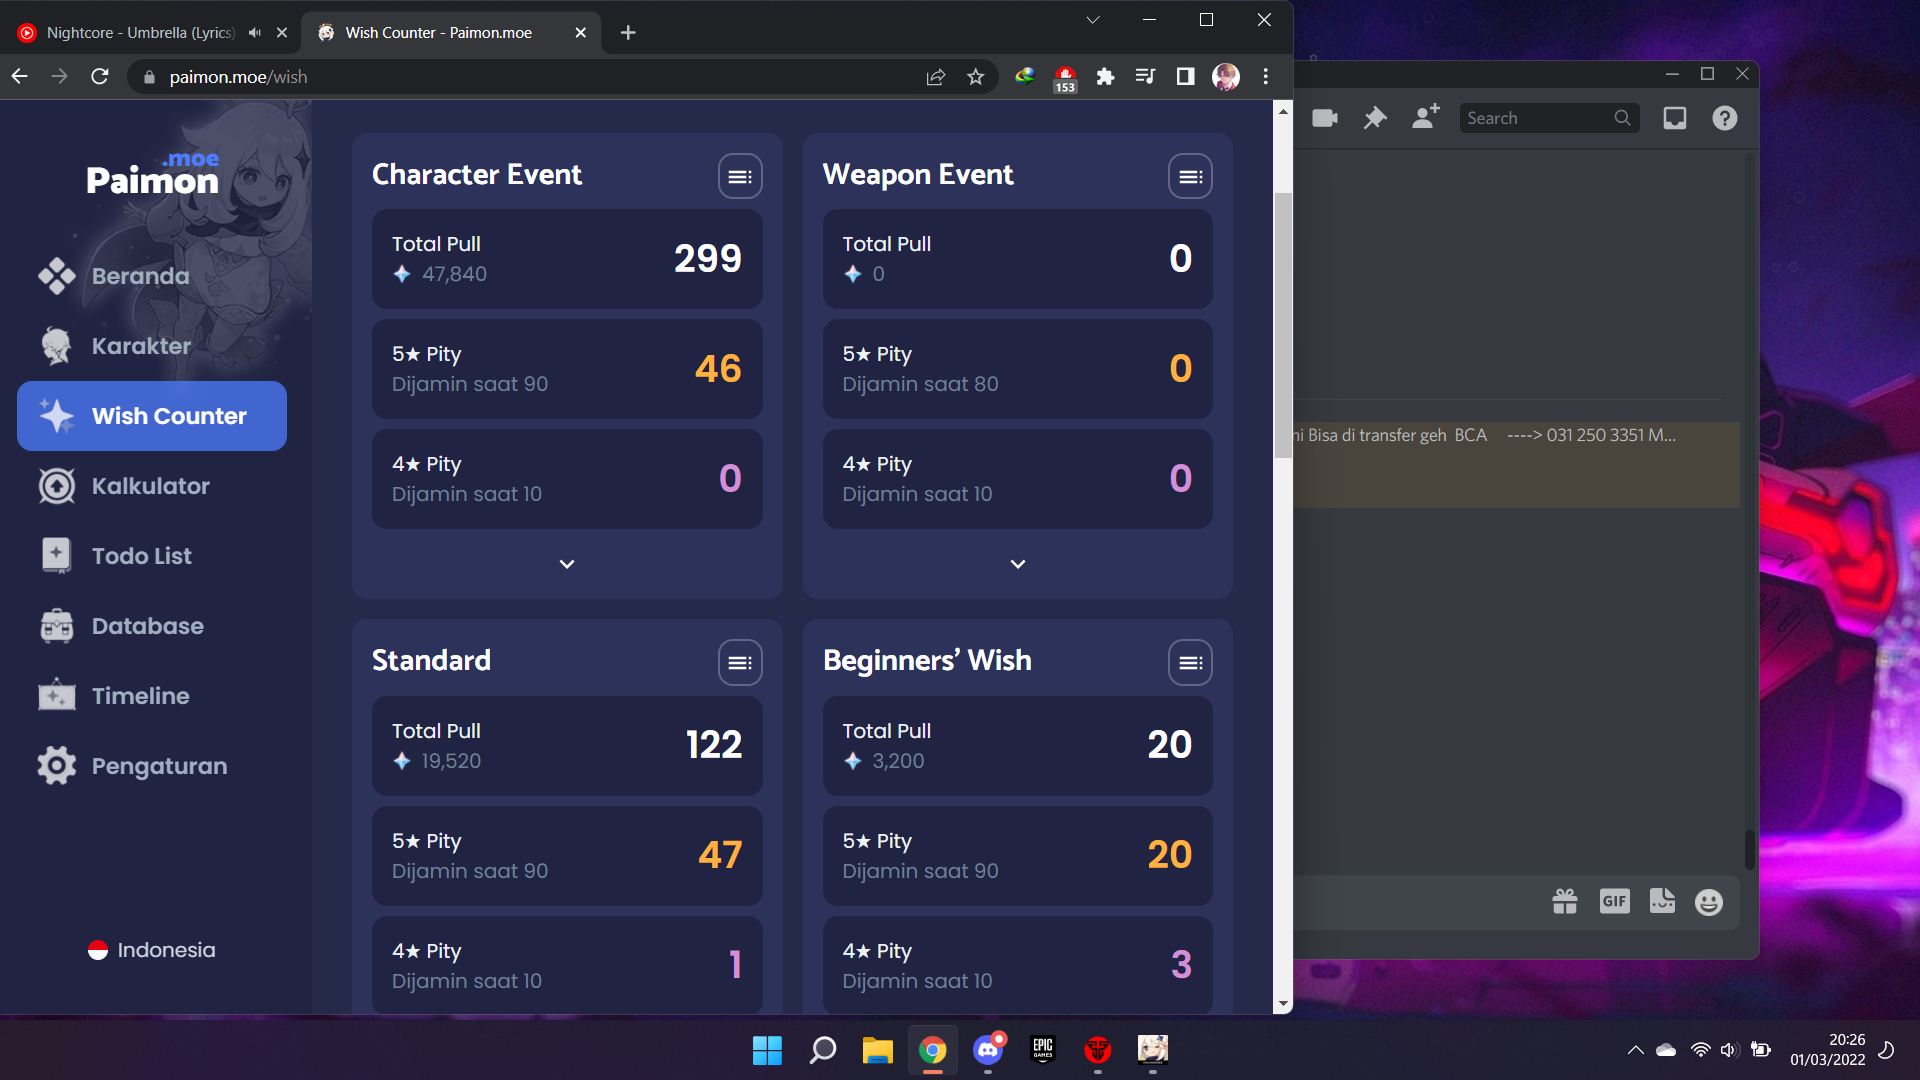 Nightcore - Umbrella (Lyrics)
Wish Counter - Paimon.moe
paimon.moe/wish
153
.moe
Paimon
Beranda
Karakter
Wish Counter
Kalkulator
Todo List
Database
Timeline
Pengaturan
Indonesia
Character Event
Total Pull
47,840
299
5★ Pity
Dijamin saat 90
46
4★ Pity
Dijamin saat 10
0
Weapon Event
Total Pull
0
0
5★ Pity
Dijamin saat 80
0
4★ Pity
Dijamin saat 10
0
Standard
Total Pull
19,520
122
5★ Pity
Dijamin saat 90
47
4★ Pity
Dijamin saat 10
1
Beginners' Wish
Total Pull
3,200
20
5★ Pity
Dijamin saat 90
20
4★ Pity
Dijamin saat 10
3
Search
ni Bisa di transfer geh BCA ----> 031 250 3351 M...
GIF
EPIC
GAMES
20:26
01/03/2022